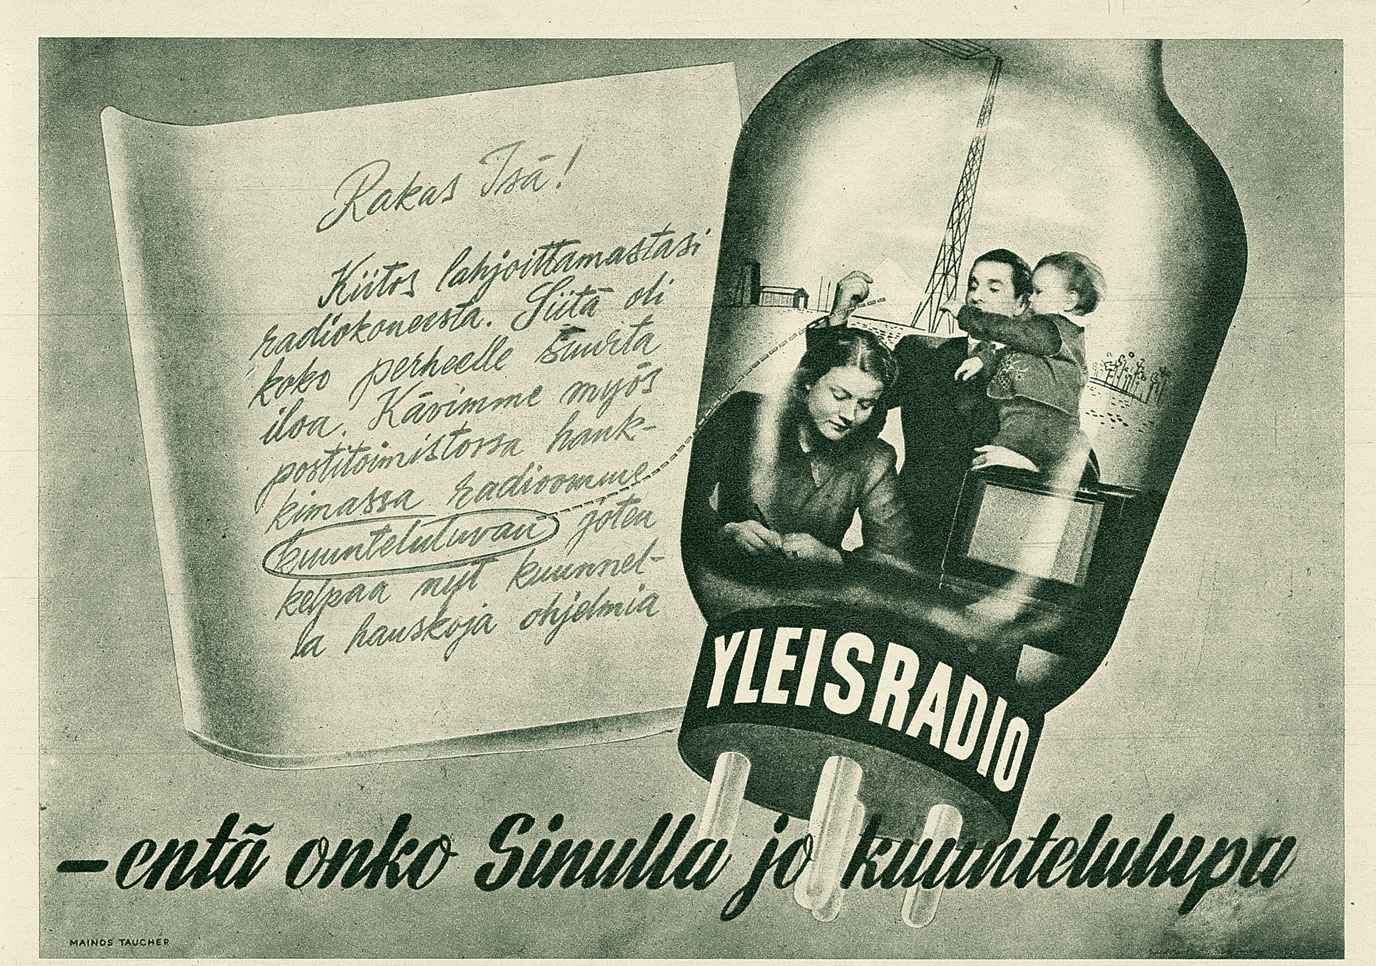 Rakas Isä!
Kiitos lahjoittamastasi
radiokoneesta. Siitä oli
koko perheelle suurta
iloa. Kävimme myös
postitoimistossa hank-
kimassa radioomme
kuunteluluvan joten
kelpaa nyt kuunnel-
la hauskoja ohjelmia
YLEISRADIO
–entä onko Sinulla jo kuuntelulupa
MAINOS TAUCHER